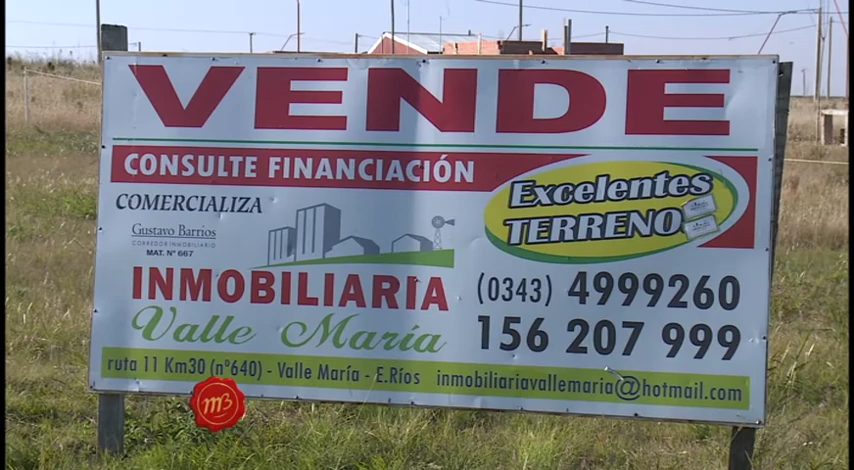 VENDE
CONSULTE FINANCIACIÓN
COMERCIALIZA
Gustavo Barrios
CORREDOR INMOBILIARIO
MAT. Nº 667
Excelentes
TERRENO
INMOBILIARIA
Valle María
(0343) 4999260
156 207 999
ruta 11 Km30 (nº640) - Valle María - E.Ríos inmobiliariavallemaria@hotmail.com
m3